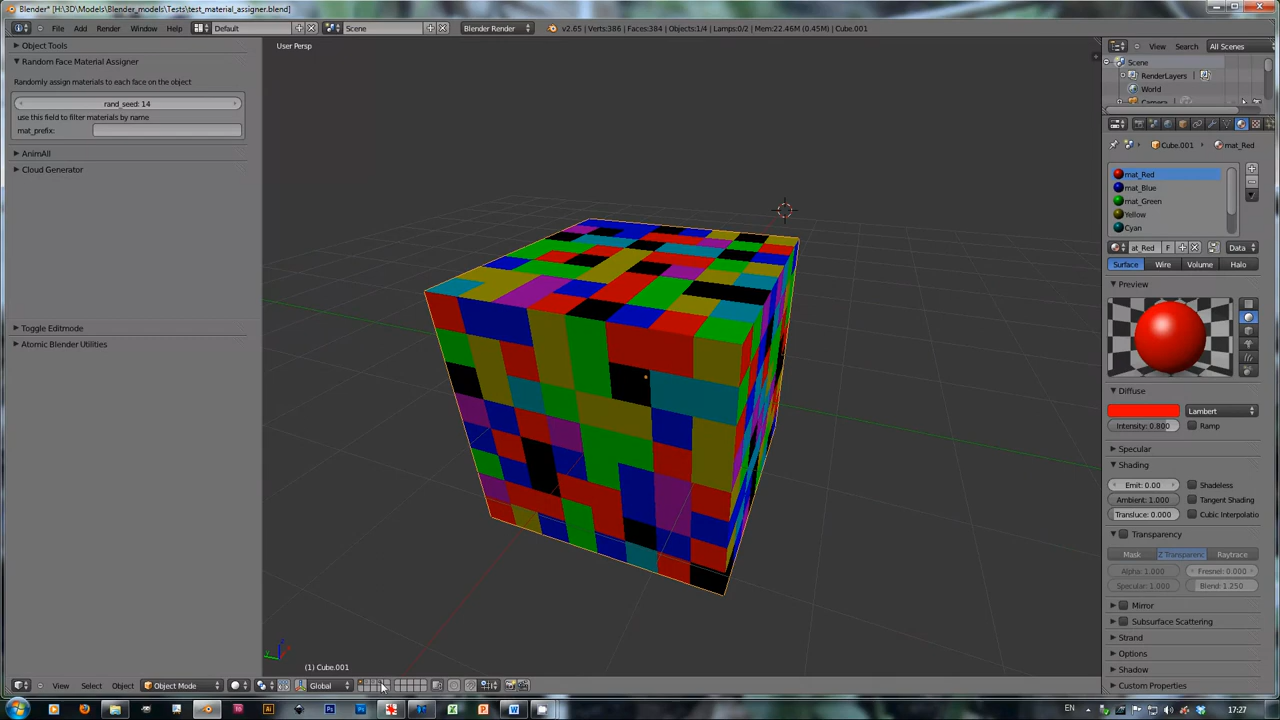 Blender* [H:\3D\Models\Blender_models\Tests\test_material_assigner.blend]
File Add Render Window Help Default Scene Blender Render v2.65 | Verts:386 | Faces:384 | Objects:1/4 | Lamps:0/2 | Mem:22.46M (0.45M) | Cube.001
Object Tools
Random Face Material Assigner
Randomly assign materials to each face on the object
rand_seed: 14
use this field to filter materials by name
mat_prefix:
AnimAll
Cloud Generator
Toggle Editmode
Atomic Blender Utilities
User Persp
(1) Cube.001
View Select Object Object Mode Global
View Search All Scenes
Scene
RenderLayers
World
Camera
Cube.001 mat_Red
mat_Red
mat_Blue
mat_Green
Yellow
Cyan
at_Red F Data
Surface Wire Volume Halo
Preview
Diffuse
Lambert
Intensity: 0.800 Ramp
Specular
Shading
Emit: 0.00 Shadeless
Ambient: 1.000 Tangent Shading
Transluce: 0.000 Cubic Interpolatio
Transparency
Mask Z Transparenc Raytrace
Alpha: 1.000 Fresnel: 0.000
Specular: 1.000 Blend: 1.250
Mirror
Subsurface Scattering
Strand
Options
Shadow
Custom Properties
EN 17:27